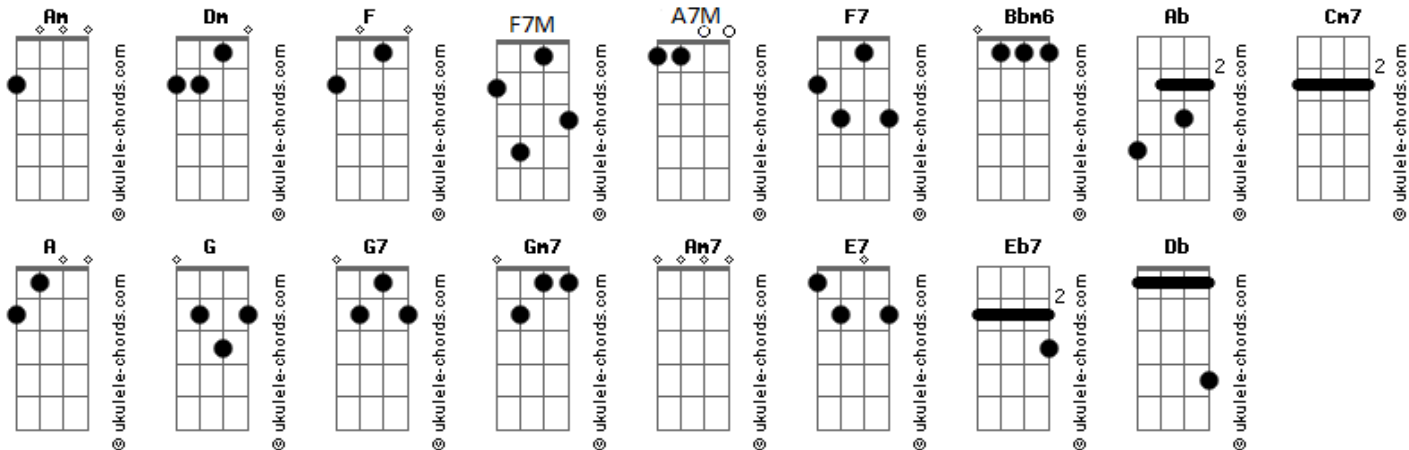 Am Dm F F7M A7M F7 Bbm6 Ab Cm7
2 2
© ukulele-chords.com © ukulele-chords.com © ukulele-chords.com © ukulele-chords.com © ukulele-chords.com © ukulele-chords.com © ukulele-chords.com © ukulele-chords.com © ukulele-chords.com
A G G7 Gm7 Am7 E7 Eb7 Db
2
© ukulele-chords.com © ukulele-chords.com © ukulele-chords.com © ukulele-chords.com © ukulele-chords.com © ukulele-chords.com © ukulele-chords.com © ukulele-chords.com